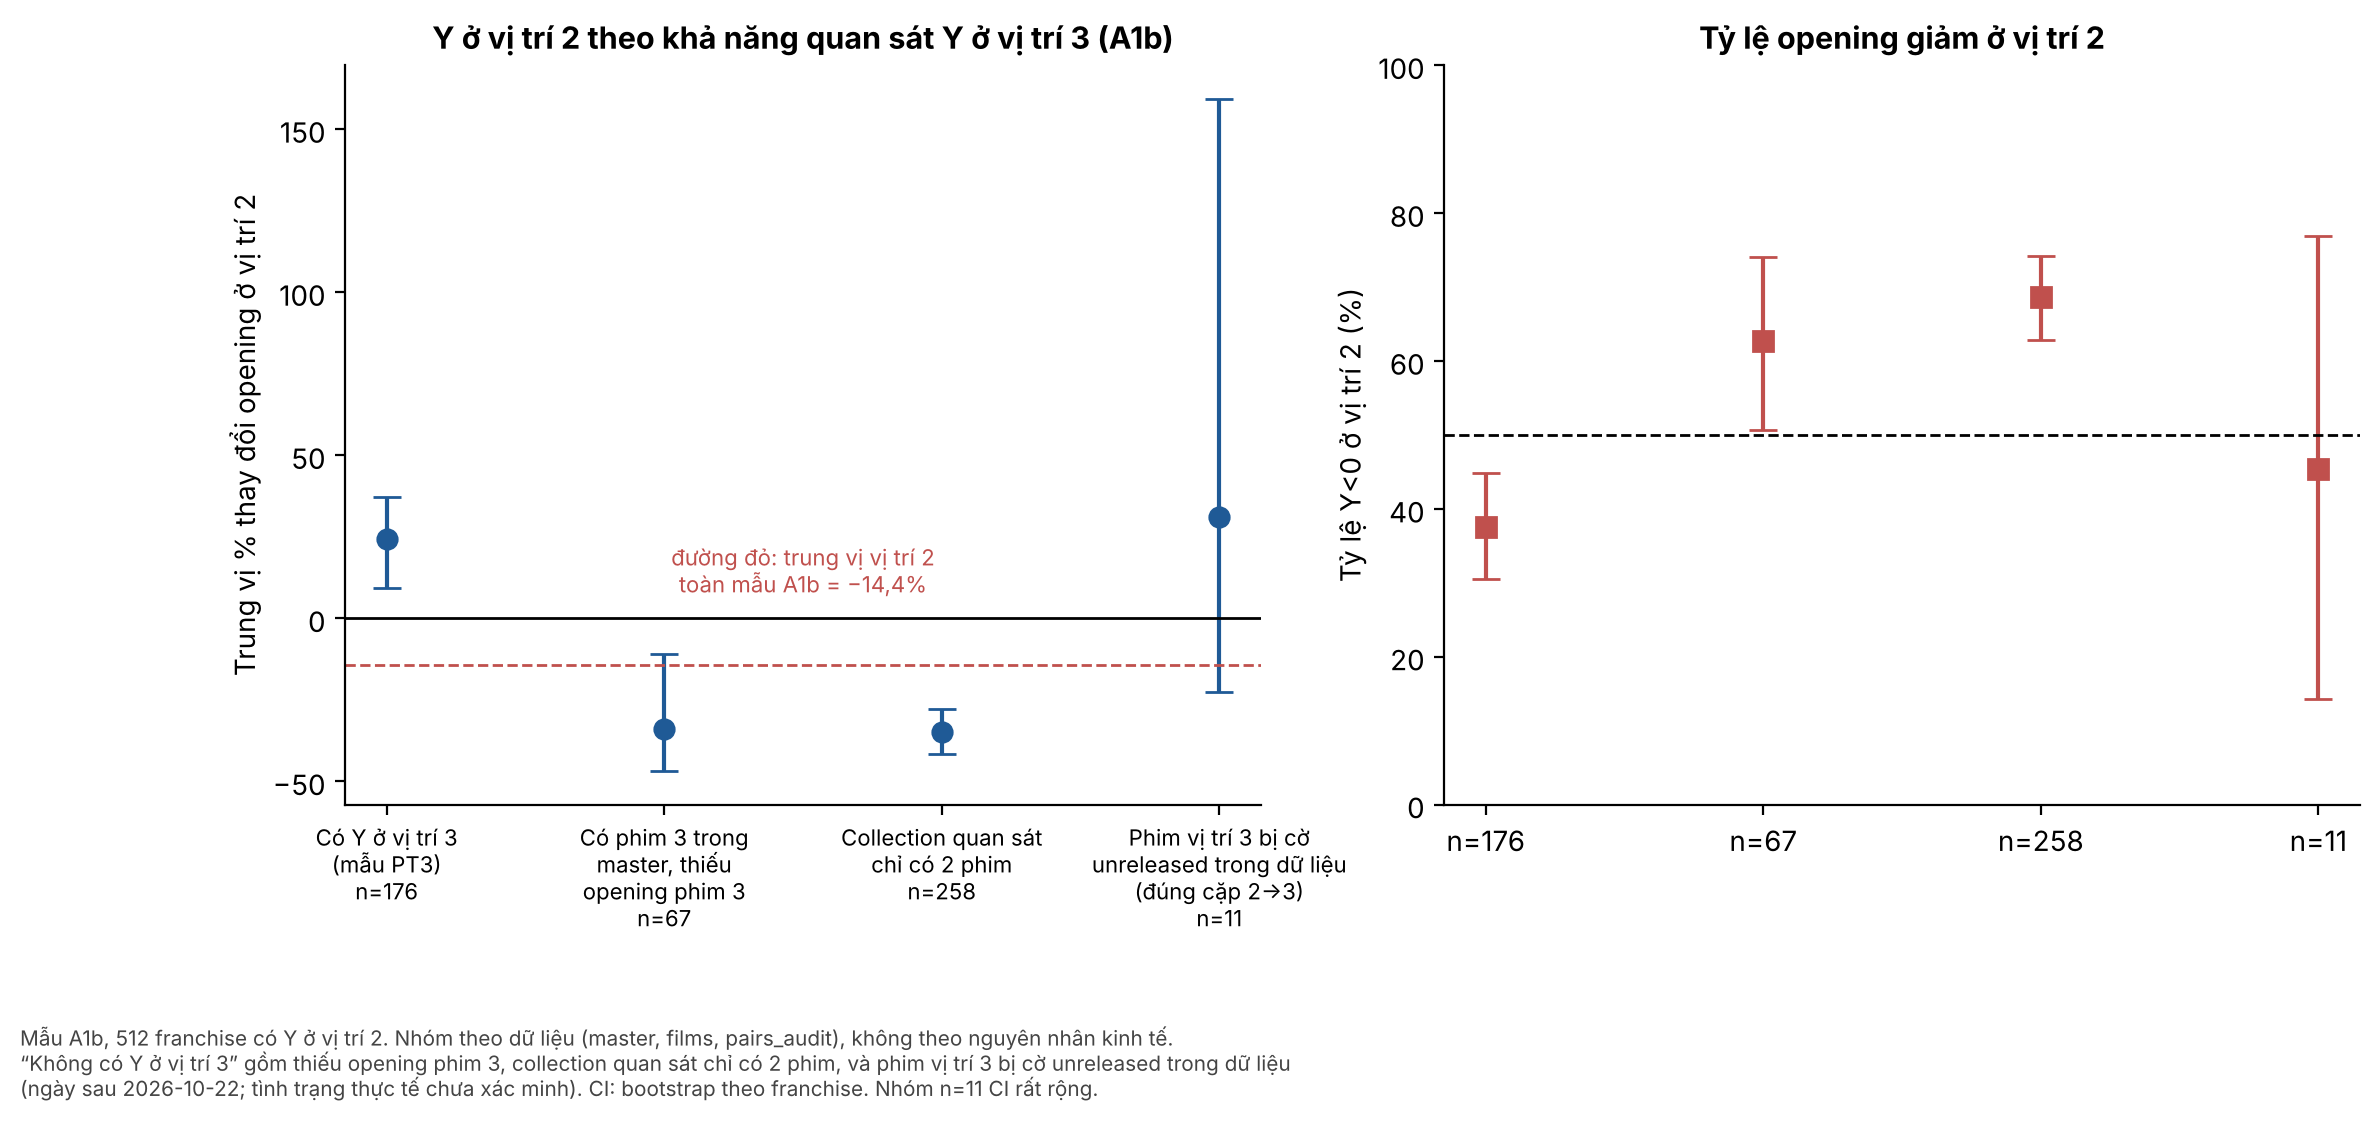 Y ở vị trí 2 theo khả năng quan sát Y ở vị trí 3 (A1b)
Trung vị % thay đổi opening ở vị trí 2
150
100
50
0
−50
đường đỏ: trung vị vị trí 2
toàn mẫu A1b = −14,4%
Có Y ở vị trí 3
(mẫu PT3)
n=176
Có phim 3 trong
master, thiếu
opening phim 3
n=67
Collection quan sát
chỉ có 2 phim
n=258
Phim vị trí 3 bị cờ
unreleased trong dữ liệu
(đúng cặp 2→3)
n=11
Tỷ lệ opening giảm ở vị trí 2
Tỷ lệ Y<0 ở vị trí 2 (%)
100
80
60
40
20
0
n=176
n=67
n=258
n=11
Mẫu A1b, 512 franchise có Y ở vị trí 2. Nhóm theo dữ liệu (master, films, pairs_audit), không theo nguyên nhân kinh tế.
“Không có Y ở vị trí 3” gồm thiếu opening phim 3, collection quan sát chỉ có 2 phim, và phim vị trí 3 bị cờ unreleased trong dữ liệu
(ngày sau 2026-10-22; tình trạng thực tế chưa xác minh). CI: bootstrap theo franchise. Nhóm n=11 CI rất rộng.